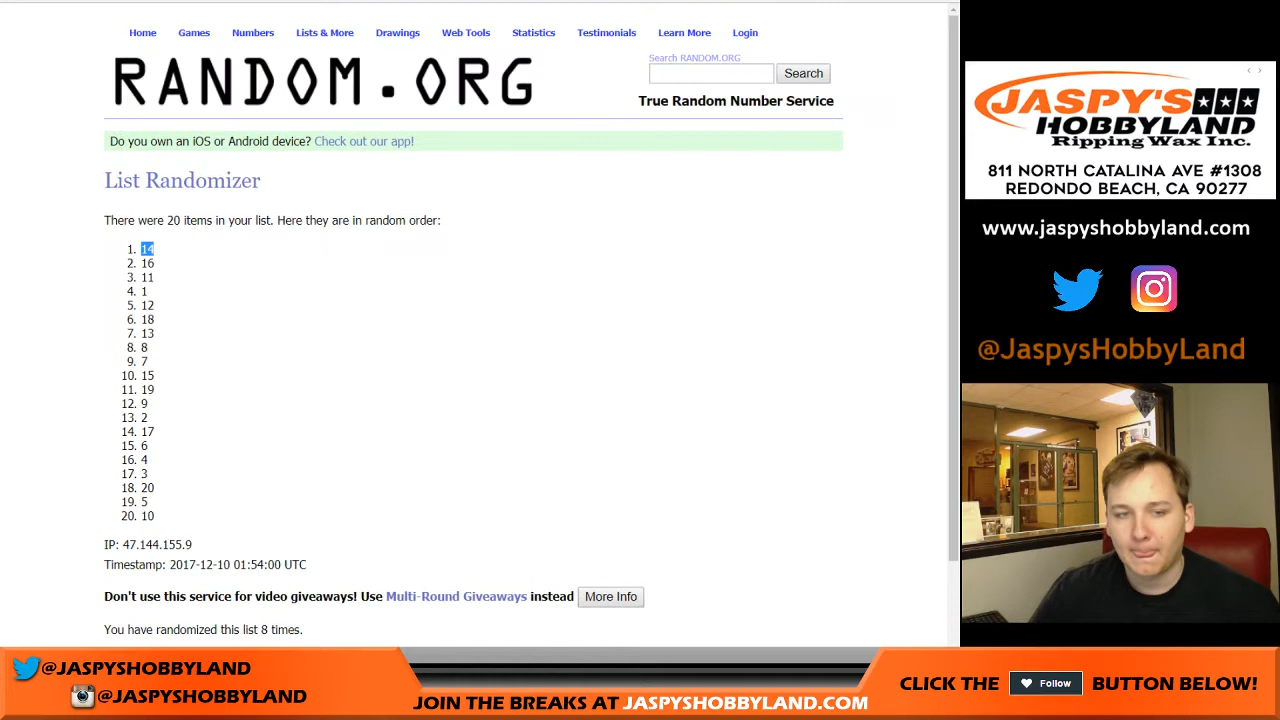 Home Games Numbers Lists & More Drawings Web Tools Statistics Testimonials Learn More Login
RANDOM.ORG
Search RANDOM.ORG
Search
True Random Number Service
Do you own an iOS or Android device? Check out our app!
List Randomizer
There were 20 items in your list. Here they are in random order:
1. 14
2. 16
3. 11
4. 1
5. 12
6. 18
7. 13
8. 8
9. 7
10. 15
11. 19
12. 9
13. 2
14. 17
15. 6
16. 4
17. 3
18. 20
19. 5
20. 10
IP: 47.144.155.9
Timestamp: 2017-12-10 01:54:00 UTC
Don't use this service for video giveaways! Use Multi-Round Giveaways instead More Info
You have randomized this list 8 times.
JASPY'S
HOBBYLAND
Ripping Wax Inc.
811 NORTH CATALINA AVE #1308
REDONDO BEACH, CA 90277
www.jaspyshobbyland.com
@JaspysHobbyLand
@JASPYSHOBBYLAND
@JASPYSHOBBYLAND
JOIN THE BREAKS AT JASPYSHOBBYLAND.COM
CLICK THE Follow BUTTON BELOW!